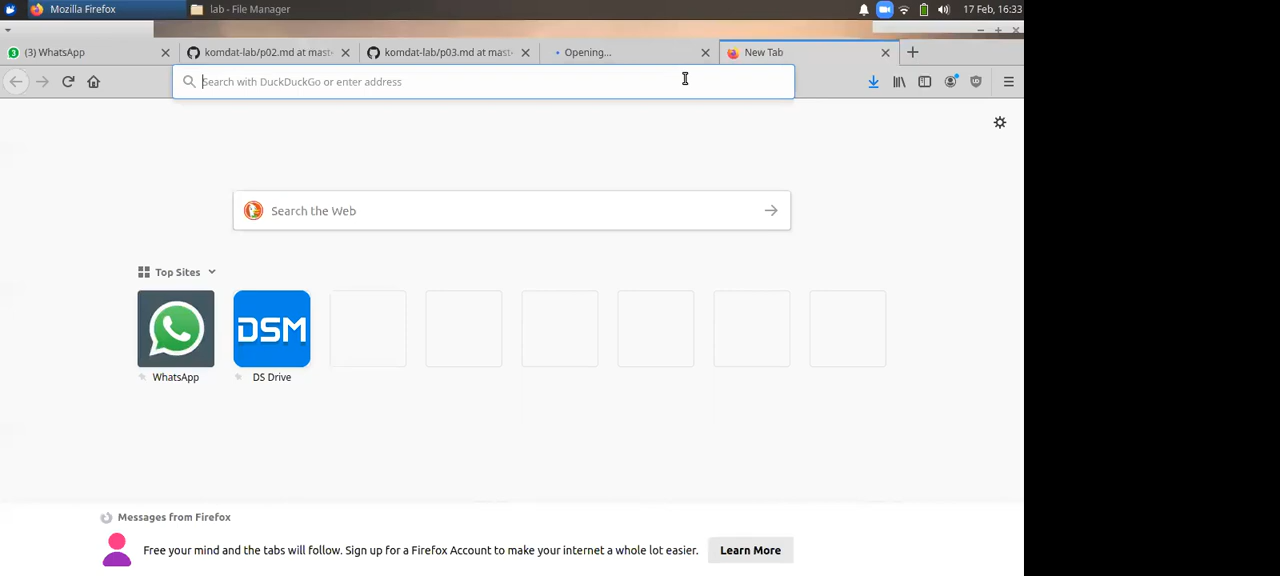 Mozilla Firefox
lab - File Manager
17 Feb, 16:33
(3) WhatsApp
komdat-lab/p02.md at mast
komdat-lab/p03.md at mast
Opening...
New Tab
Search with DuckDuckGo or enter address
Search the Web
Top Sites
DSM
WhatsApp
DS Drive
Messages from Firefox
Free your mind and the tabs will follow. Sign up for a Firefox Account to make your internet a whole lot easier.
Learn More